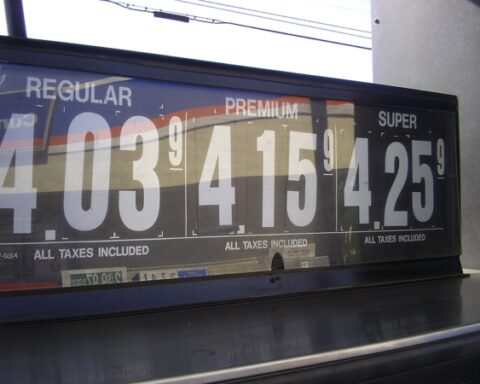 REGULAR PREMIUM SUPER
4.03 9 4.15 9 4.25 9
ALL TAXES INCLUDED ALL TAXES INCLUDED ALL TAXES INCLUDED